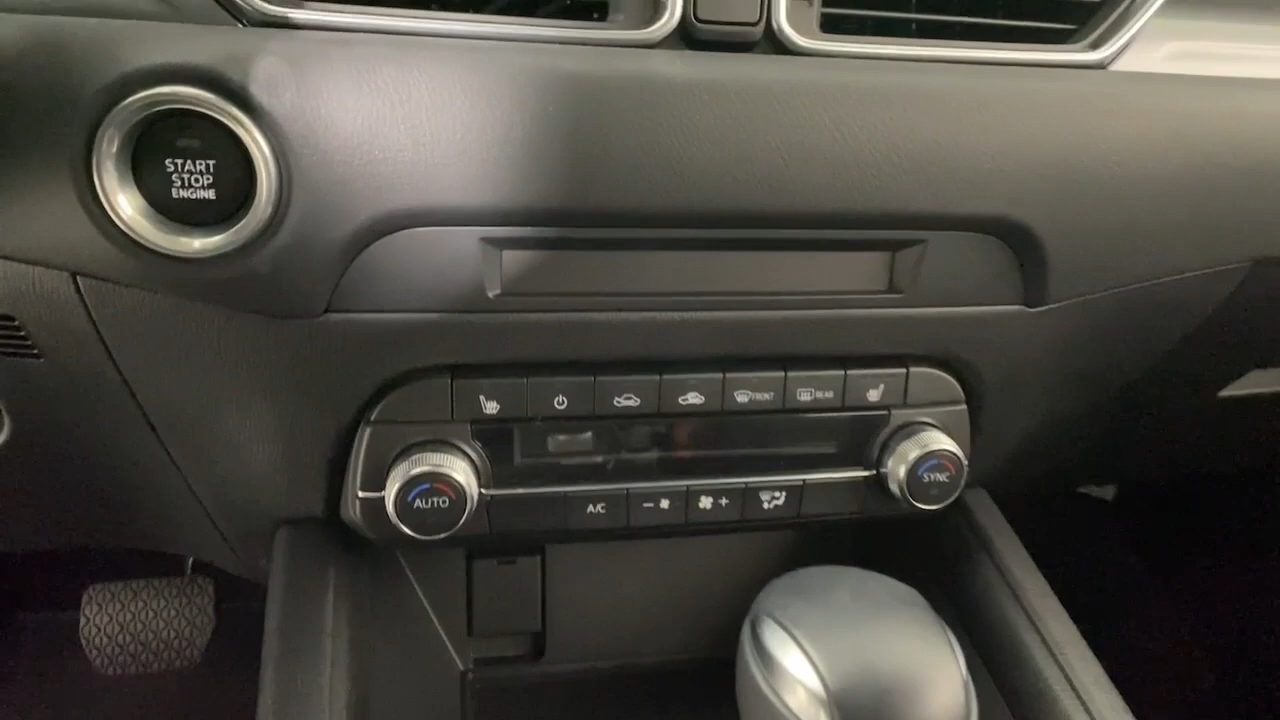 START
STOP
ENGINE
FRONT
REAR
AUTO
SYNC
A/C